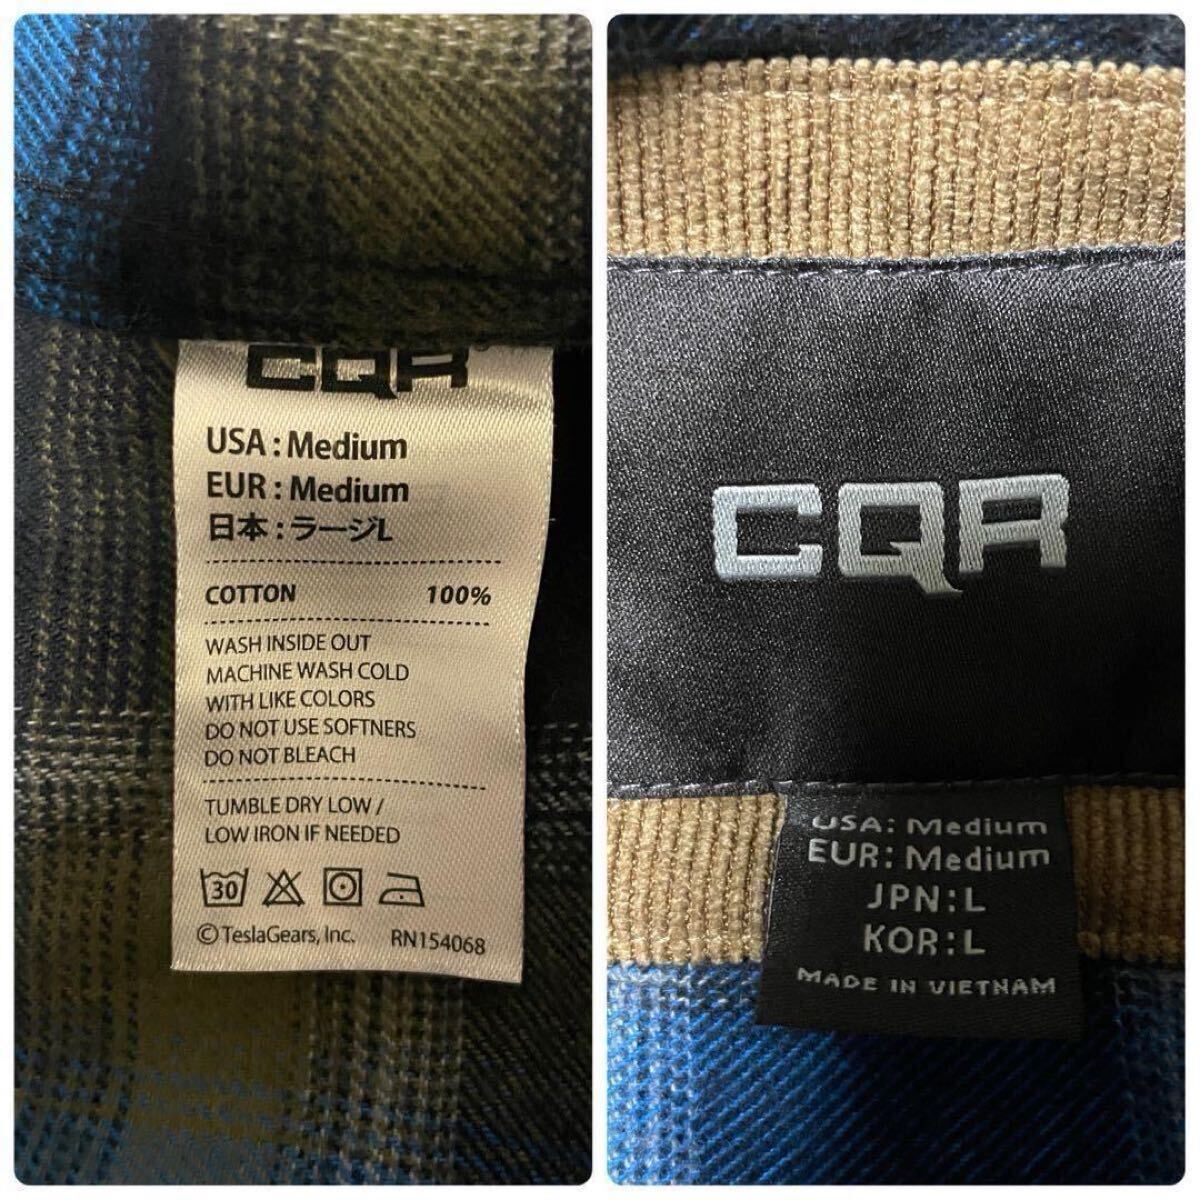 CQR
USA : Medium
EUR : Medium
日本 : ラージL
COTTON 100%
WASH INSIDE OUT
MACHINE WASH COLD
WITH LIKE COLORS
DO NOT USE SOFTNERS
DO NOT BLEACH
TUMBLE DRY LOW /
LOW IRON IF NEEDED
30
© TeslaGears, Inc. RN154068
CQR
USA: Medium
EUR: Medium
JPN: L
KOR: L
MADE IN VIETNAM